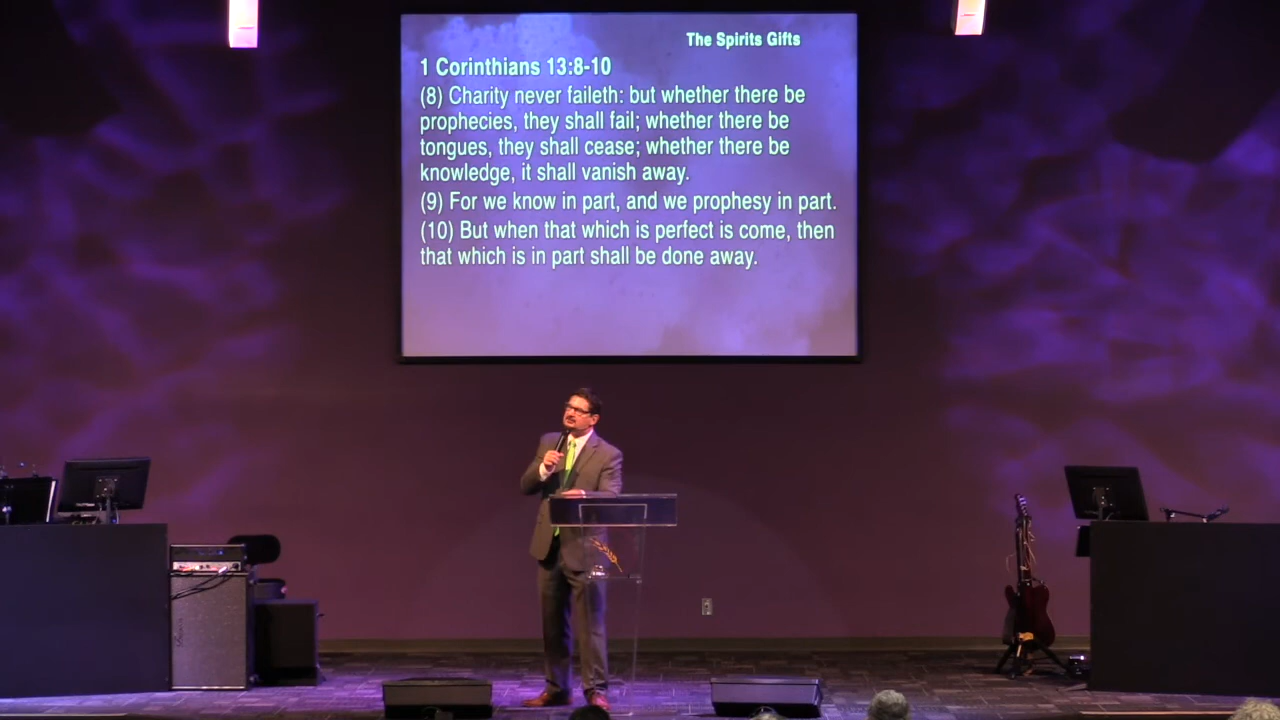 The Spirits Gifts
1 Corinthians 13:8-10
(8) Charity never faileth: but whether there be
prophecies, they shall fail; whether there be
tongues, they shall cease; whether there be
knowledge, it shall vanish away.
(9) For we know in part, and we prophesy in part.
(10) But when that which is perfect is come, then
that which is in part shall be done away.